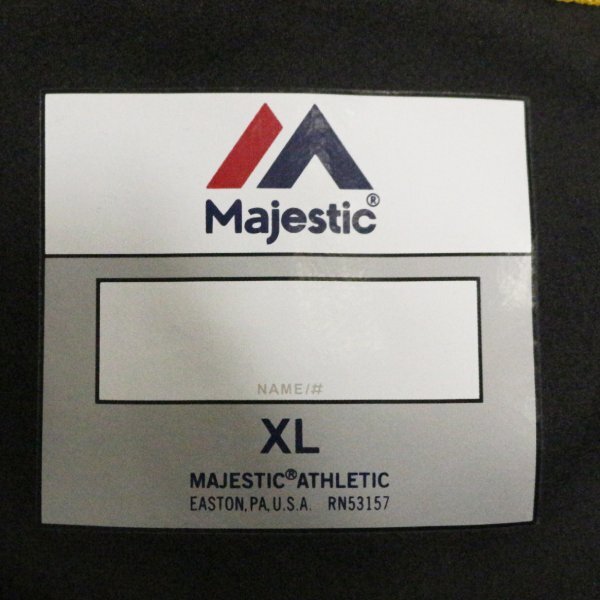 Majestic®
NAME/#
XL
MAJESTIC®ATHLETIC
EASTON, PA, U.S.A. RN53157